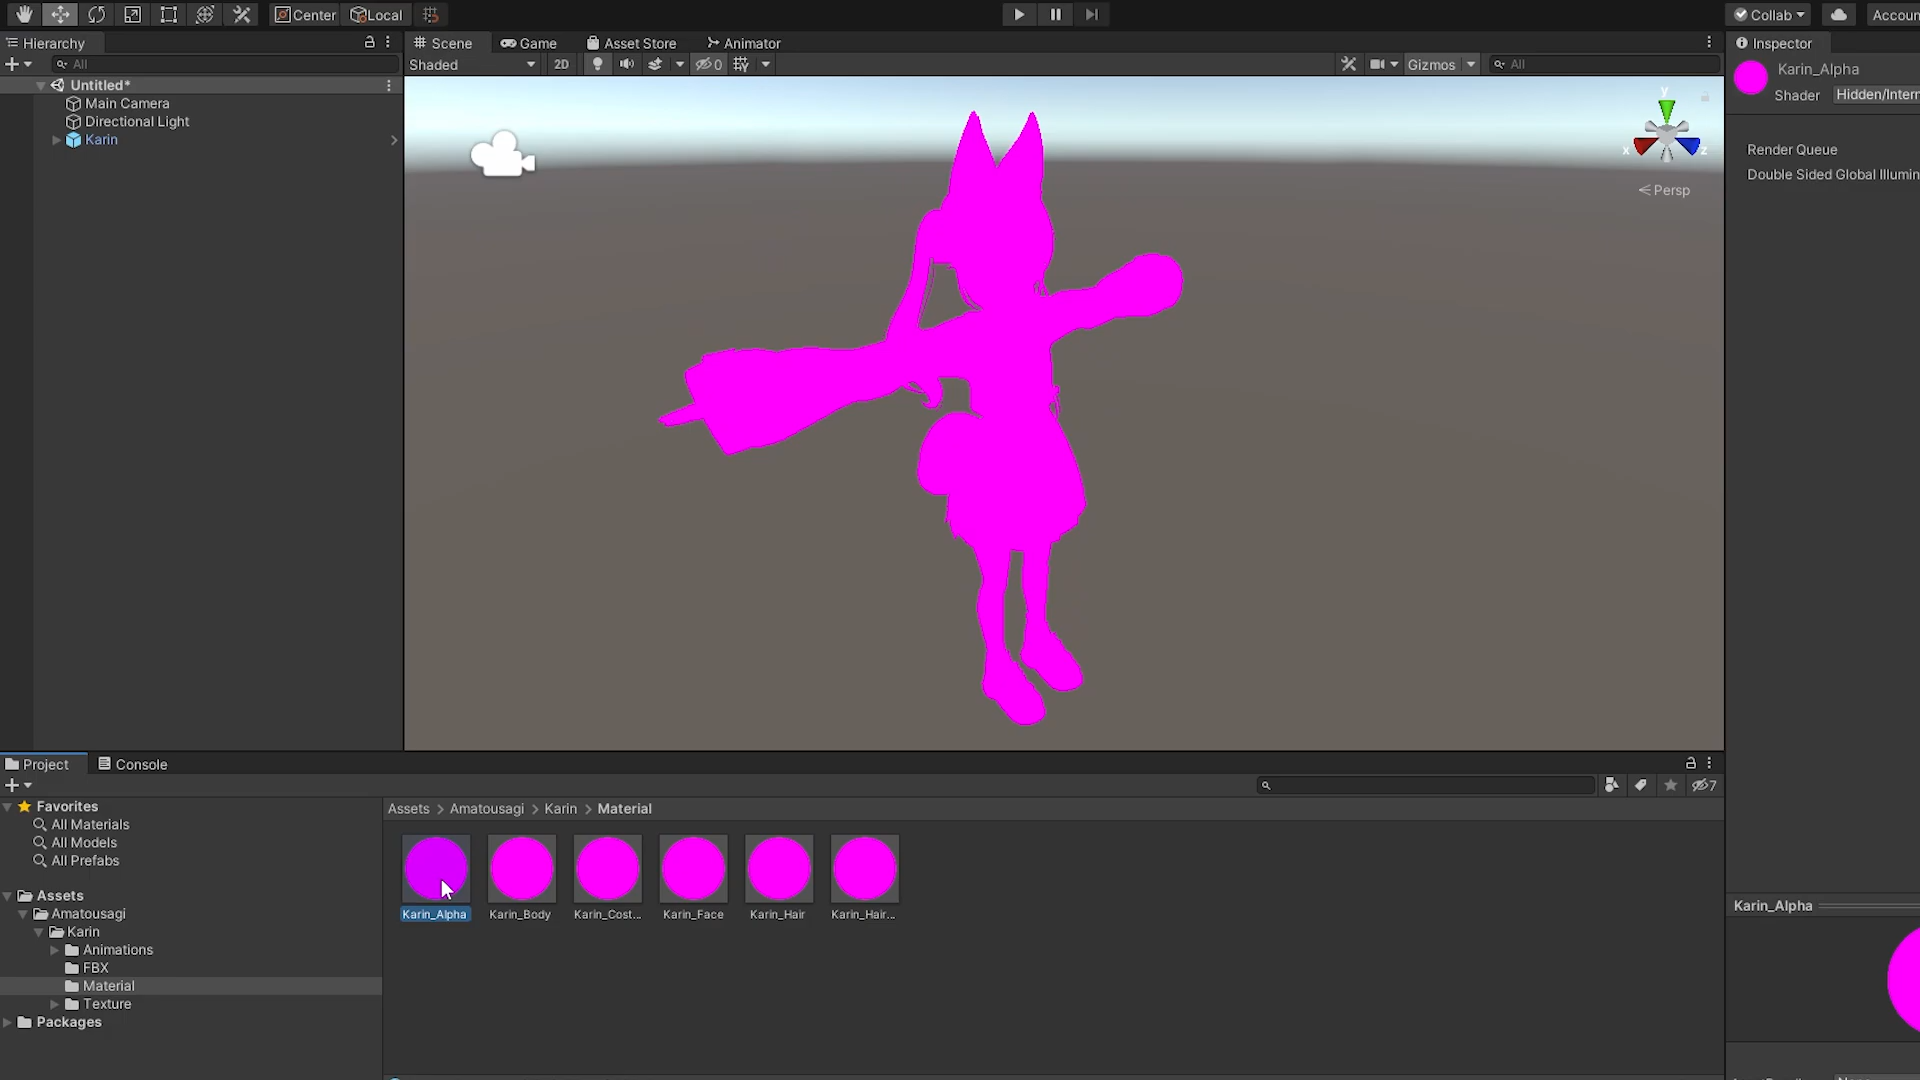 Center
Local
Collab
Accoun
Hierarchy
All
Untitled*
Main Camera
Directional Light
Karin
Scene
Game
Asset Store
Animator
Shaded
2D
0
Gizmos
All
y
x
z
Persp
Inspector
Karin_Alpha
Shader
Hidden/Intern
Render Queue
Double Sided Global Illumin
Project
Console
7
Favorites
All Materials
All Models
All Prefabs
Assets
Amatousagi
Karin
Animations
FBX
Material
Texture
Packages
Assets > Amatousagi > Karin > Material
Karin_Alpha
Karin_Body
Karin_Cost...
Karin_Face
Karin_Hair
Karin_Hair...
Karin_Alpha